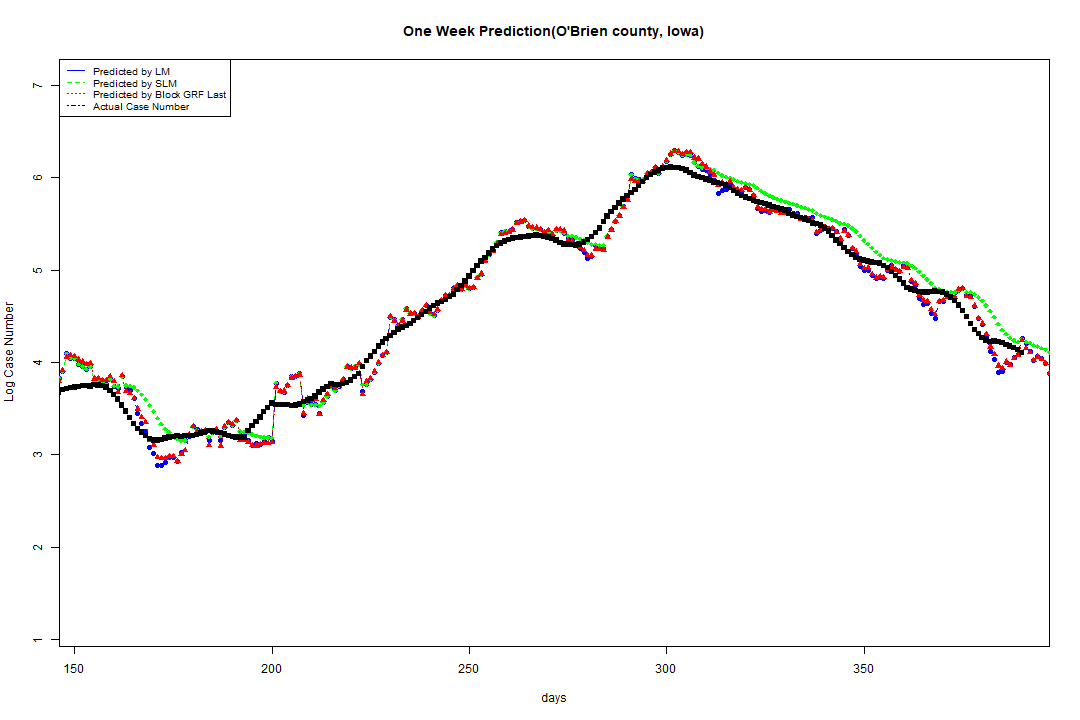 One Week Prediction(O'Brien county, Iowa)
Predicted by LM
Predicted by SLM
Predicted by Block GRF Last
Actual Case Number
7
6
5
4
3
2
1
Log Case Number
150 200 250 300 350
days